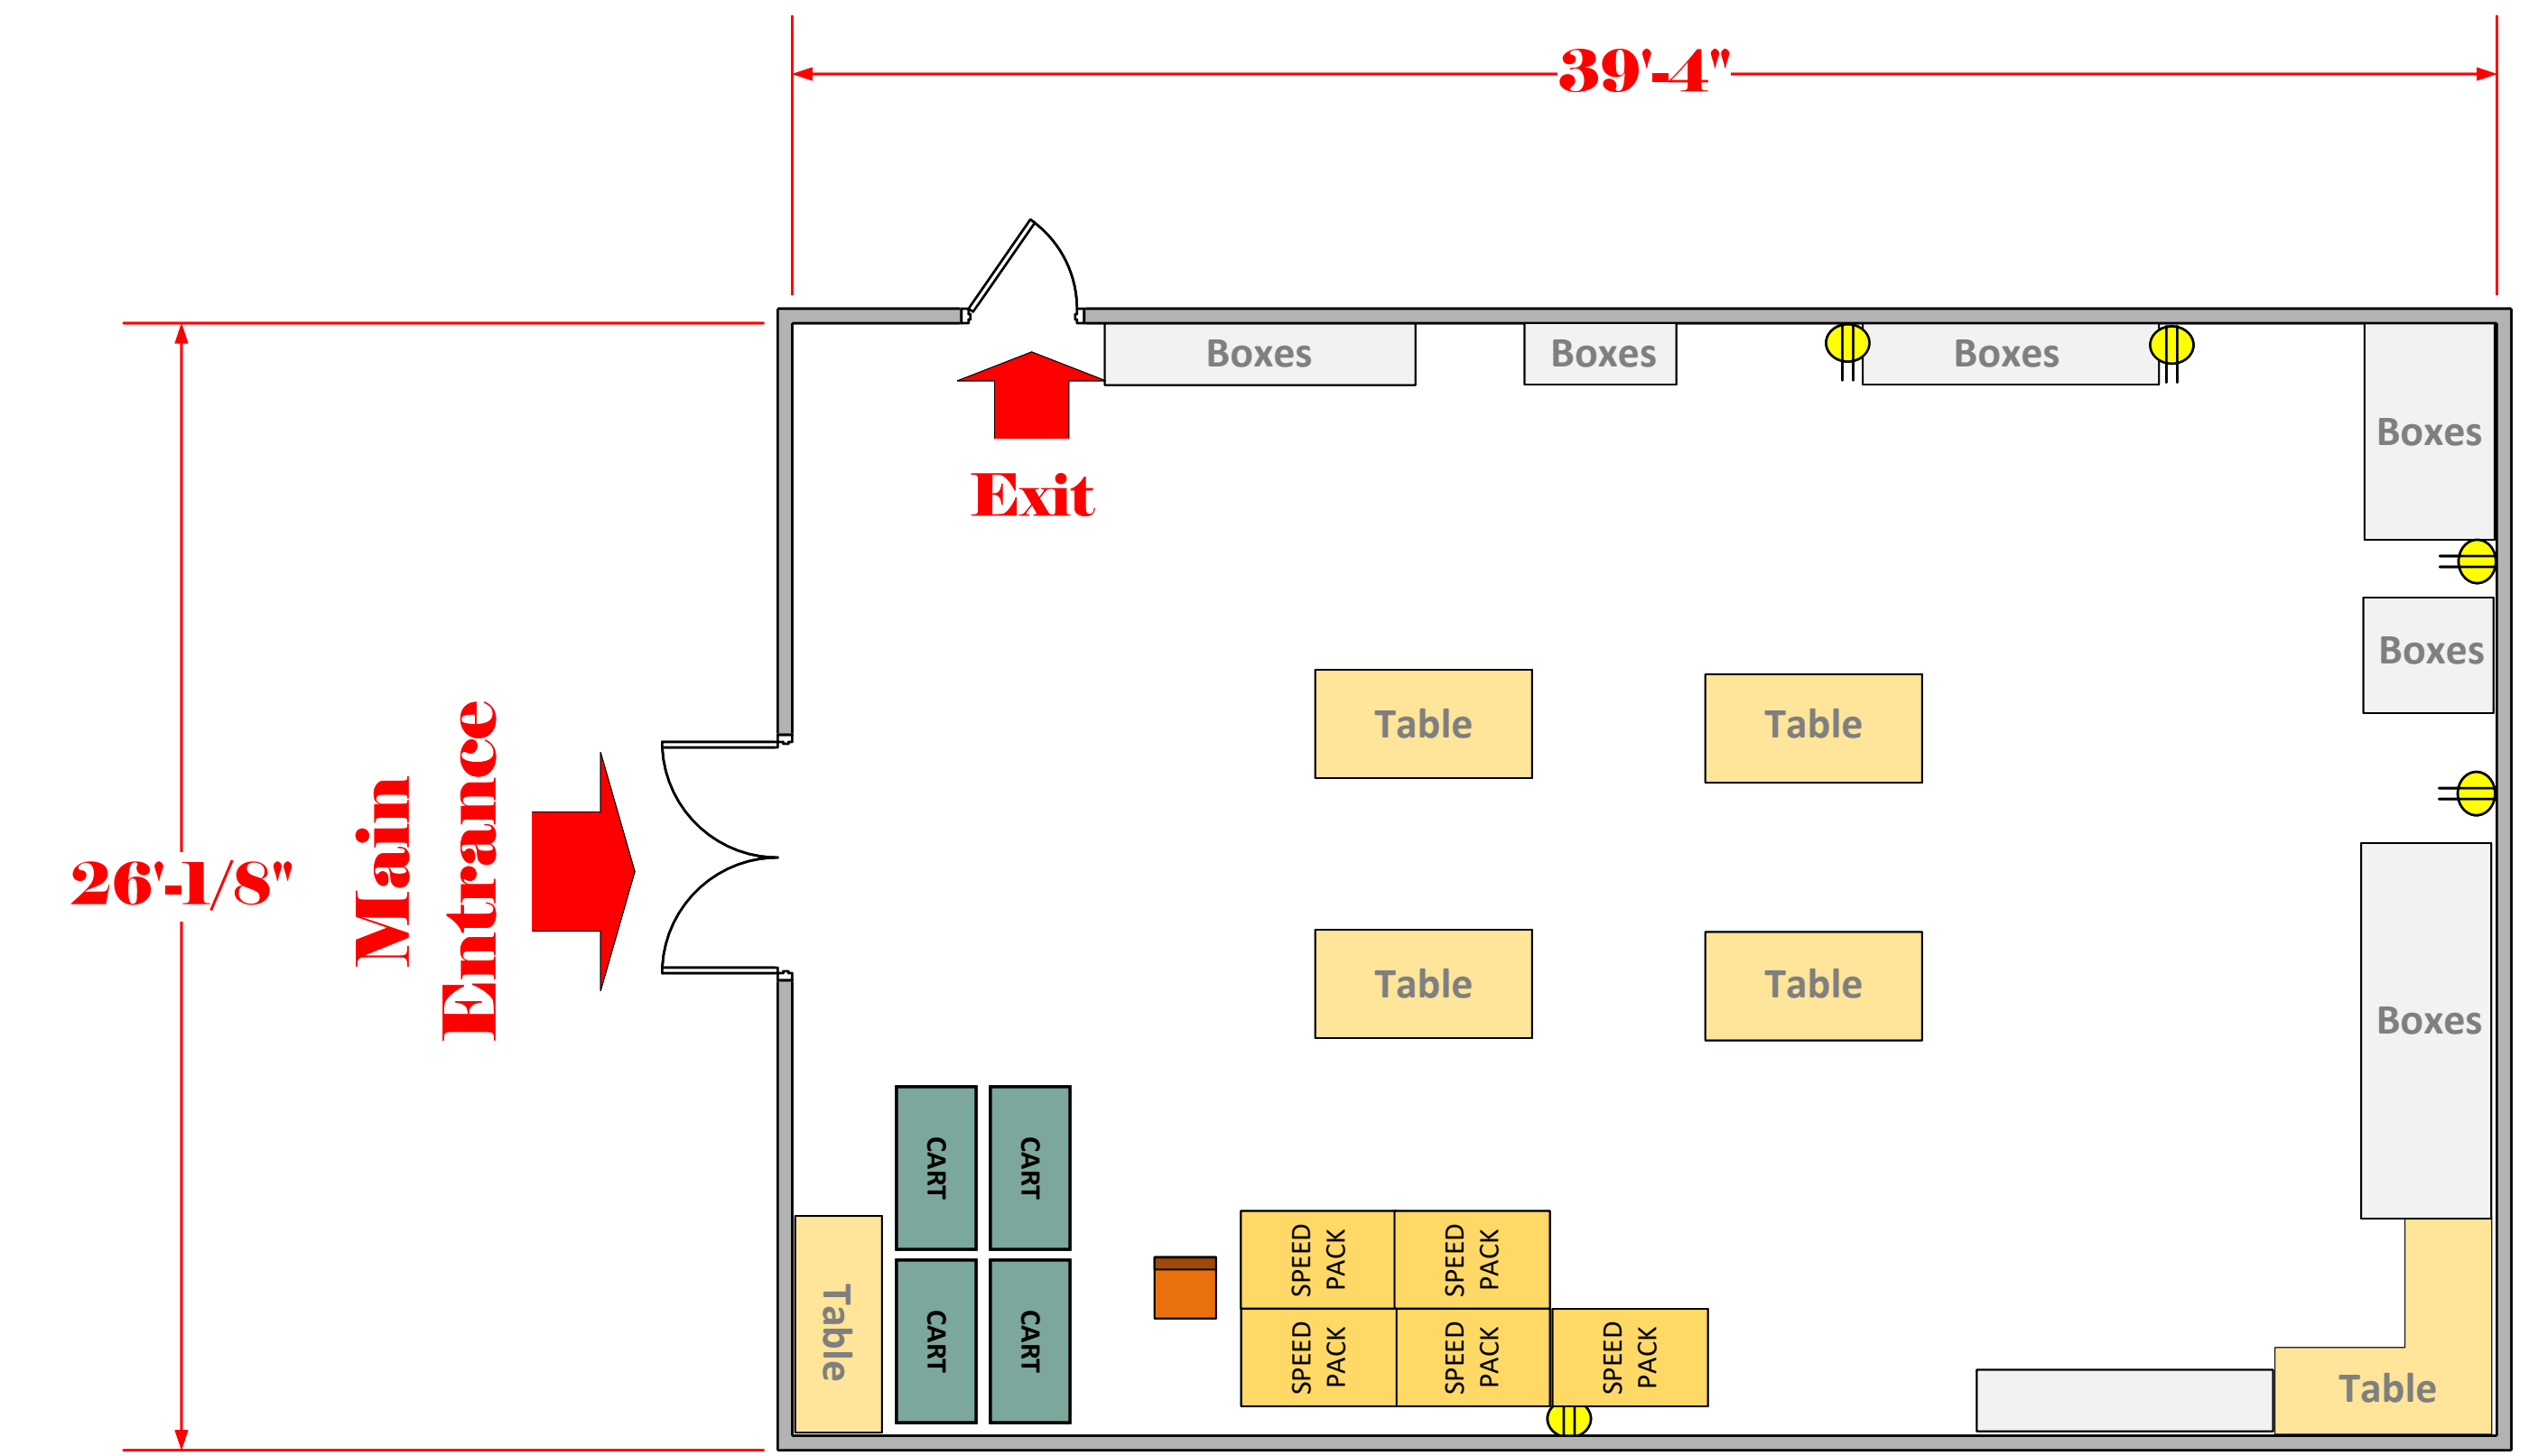 39'-4"
Boxes
Boxes
Boxes
Boxes
Exit
Boxes
Table
Table
26'-1/8"
Main
Entrance
Table
Table
Boxes
CART
CART
SPEED
PACK
SPEED
PACK
Table
CART
CART
SPEED
PACK
SPEED
PACK
SPEED
PACK
Table